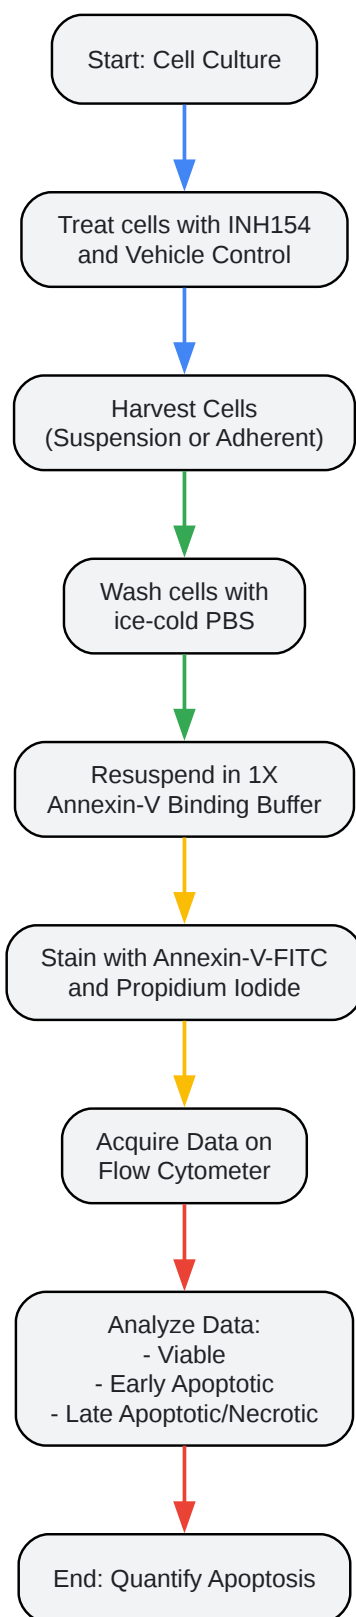 Start: Cell Culture
Treat cells with INH154
and Vehicle Control
Harvest Cells
(Suspension or Adherent)
Wash cells with
ice-cold PBS
Resuspend in 1X
Annexin-V Binding Buffer
Stain with Annexin-V-FITC
and Propidium Iodide
Acquire Data on
Flow Cytometer
Analyze Data:
- Viable
- Early Apoptotic
- Late Apoptotic/Necrotic
End: Quantify Apoptosis